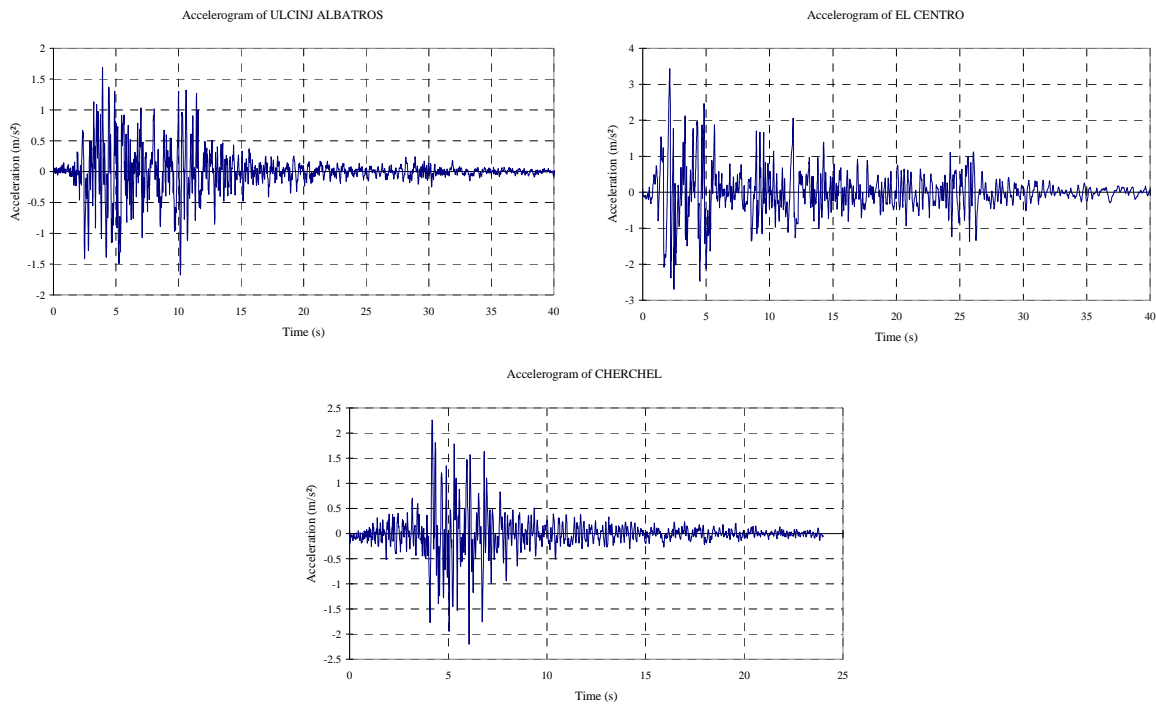 Accelerogram of ULCINJ ALBATROS
Acceleration (m/s²)
2
1.5
1
0.5
0
-0.5
-1
-1.5
-2
0 5 10 15 20 25 30 35 40
Time (s)
Accelerogram of EL CENTRO
Acceleration (m/s²)
4
3
2
1
0
-1
-2
-3
0 5 10 15 20 25 30 35 40
Time (s)
Accelerogram of CHERCHEL
Acceleration (m/s²)
2.5
2
1.5
1
0.5
0
-0.5
-1
-1.5
-2
-2.5
0 5 10 15 20 25
Time (s)